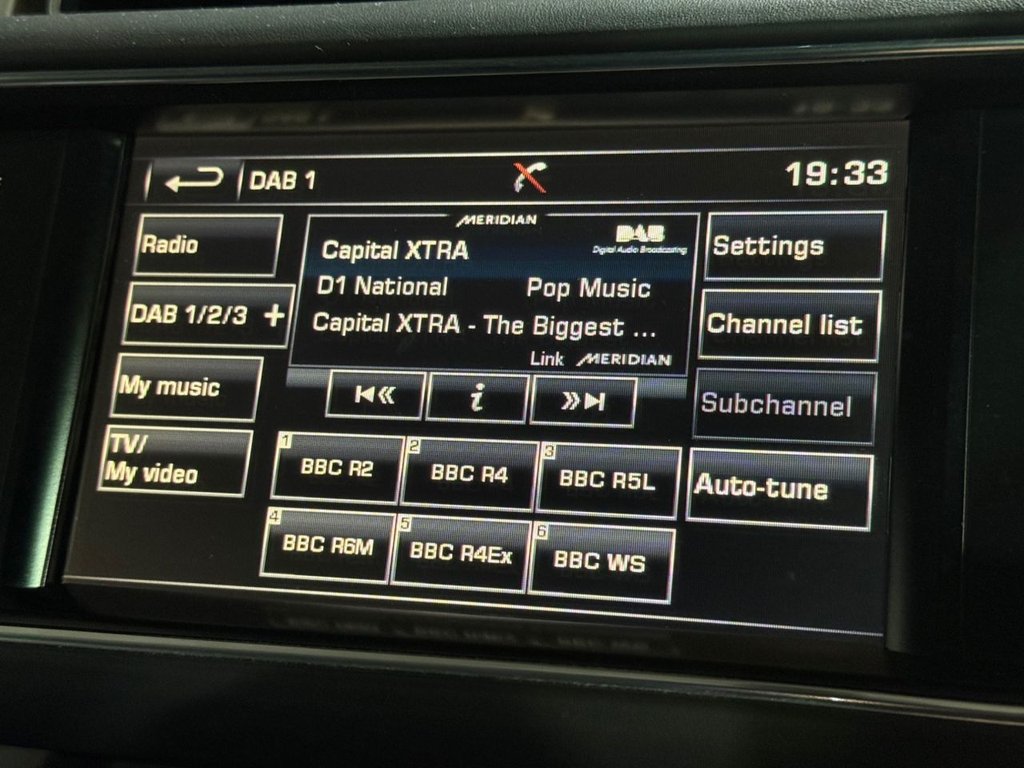 DAB 1
19:33
Radio
DAB 1/2/3 +
My music
TV/
My video
MERIDIAN
Capital XTRA
DAB
Digital Audio Broadcasting
D1 National
Pop Music
Capital XTRA - The Biggest ...
Link MERIDIAN
i
Settings
Channel list
Subchannel
Auto-tune
1 BBC R2
2 BBC R4
3 BBC R5L
4 BBC R6M
5 BBC R4Ex
6 BBC WS